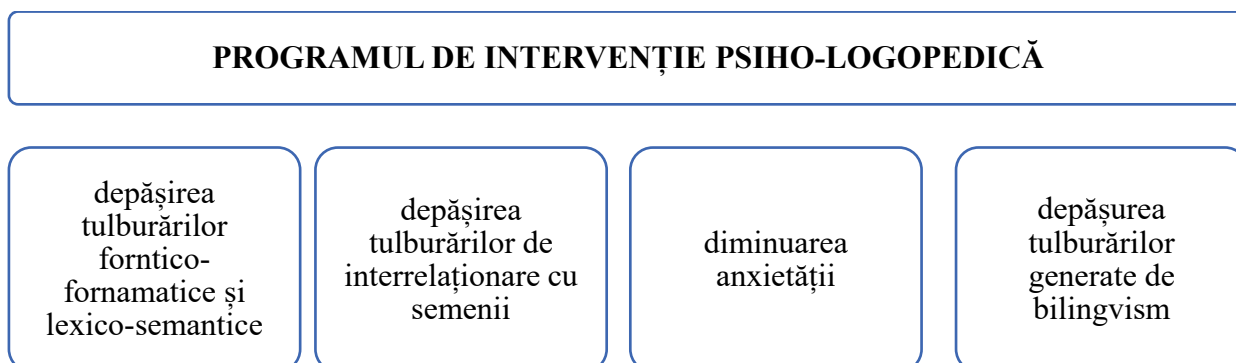 PROGRAMUL DE INTERVENȚIE PSIHO-LOGOPEDICĂ
depășirea
tulburărilor
forntico-
fornamatice și
lexico-semantice
depășirea
tulburărilor de
interrelaționare cu
semenii
diminuarea
anxietății
depășurea
tulburărilor
generate de
bilingvism